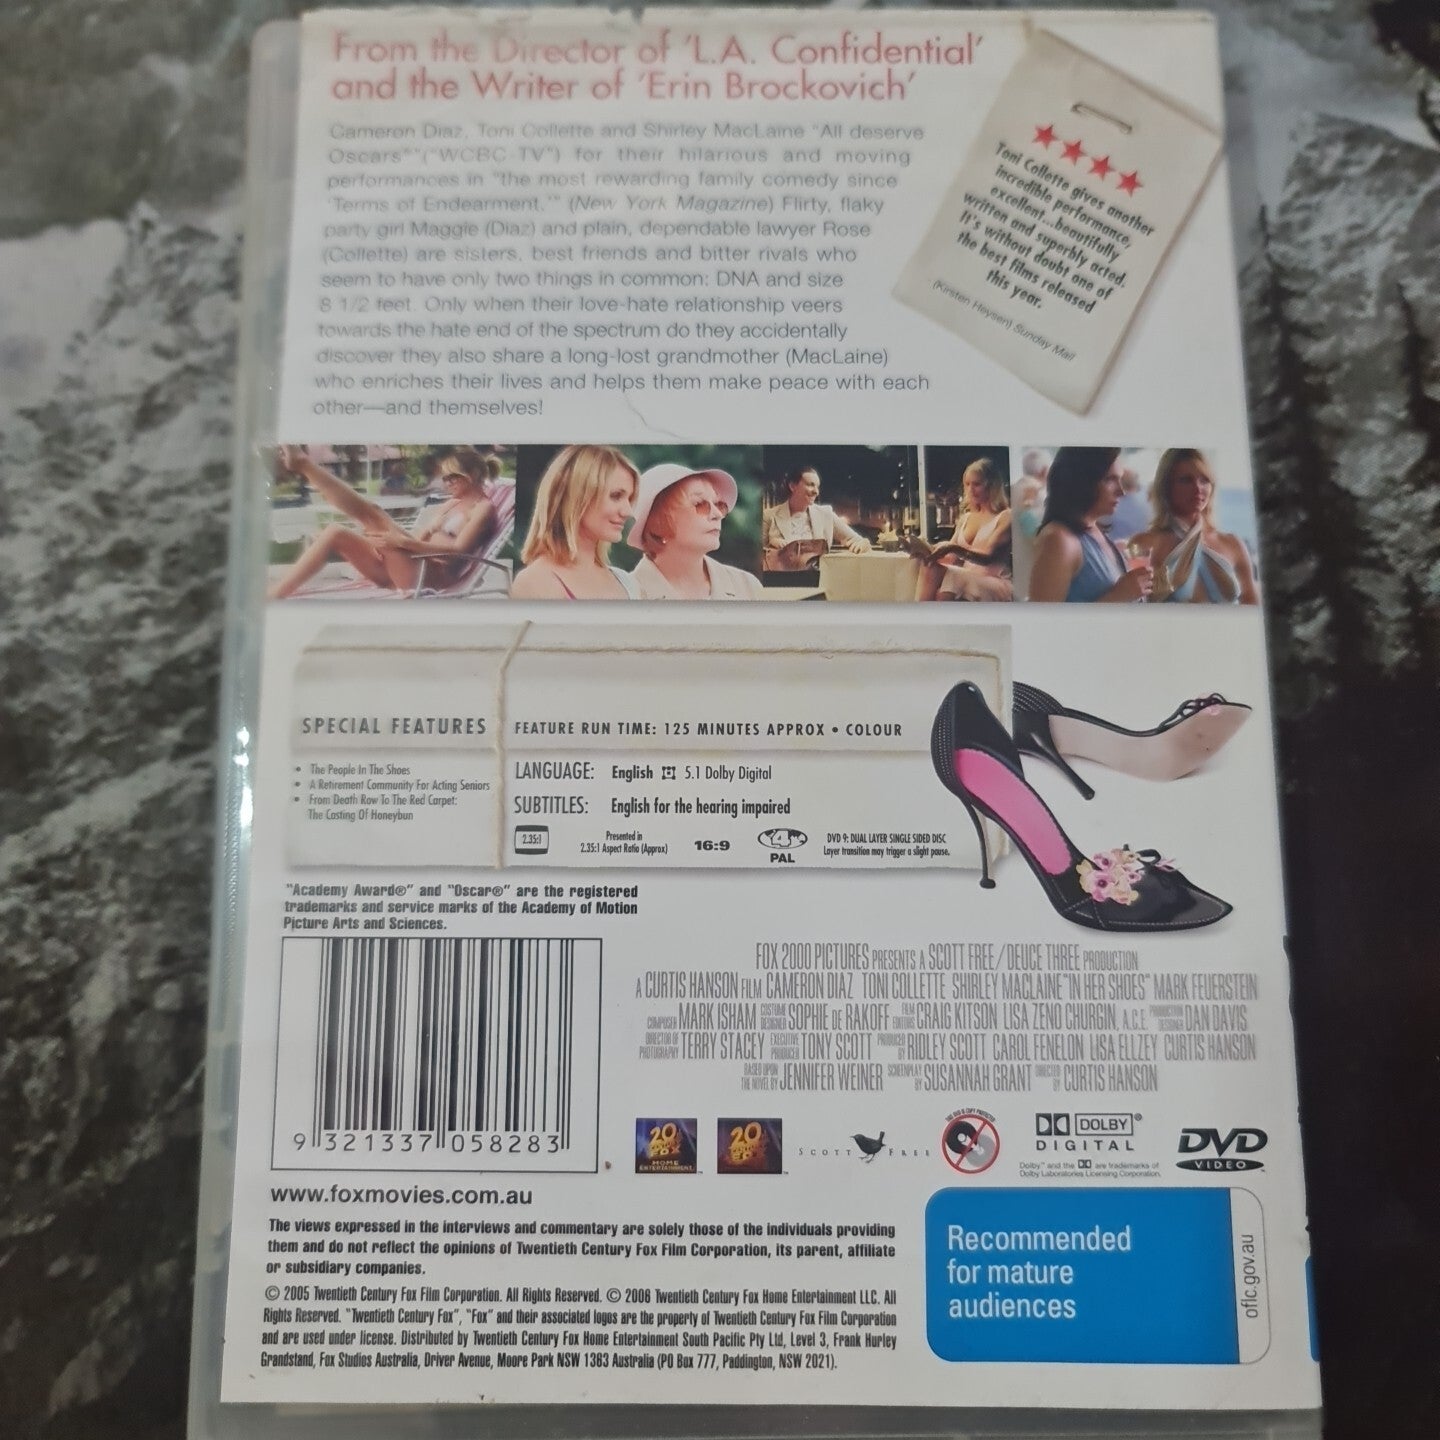 From the Director of 'L.A. Confidential'
and the Writer of 'Erin Brockovich'
Cameron Diaz, Toni Collette and Shirley MacLaine "All deserve
Oscars®"("WCBC-TV") for their hilarious and moving
performances in "the most rewarding family comedy since
'Terms of Endearment.'" (New York Magazine) Flirty, flaky
party girl Maggie (Diaz) and plain, dependable lawyer Rose
(Collette) are sisters, best friends and bitter rivals who
seem to have only two things in common: DNA and size
8 1/2 feet. Only when their love-hate relationship veers
towards the hate end of the spectrum do they accidentally
discover they also share a long-lost grandmother (MacLaine)
who enriches their lives and helps them make peace with each
other—and themselves!
Toni Collette gives another
incredible performance,
excellent...beautifully
written and superbly acted.
It's without doubt one of
the best films released
this year.
(Kirsten Heysen) Sunday Mail
SPECIAL FEATURES
• The People In The Shoes
• A Retirement Community For Acting Seniors
• From Death Row To The Red Carpet:
The Casting Of Honeybun
FEATURE RUN TIME: 125 MINUTES APPROX • COLOUR
LANGUAGE: English 5.1 Dolby Digital
SUBTITLES: English for the hearing impaired
2.35:1
Presented in
2.35:1 Aspect Ratio (Approx)
16:9
4
PAL
DVD 9: DUAL LAYER SINGLE SIDED DISC
Layer transition may trigger a slight pause.
"Academy Award®" and "Oscar®" are the registered
trademarks and service marks of the Academy of Motion
Picture Arts and Sciences.
9 321337 058283
FOX 2000 PICTURES PRESENTS A SCOTT FREE/DEUCE THREE PRODUCTION
A CURTIS HANSON FILM CAMERON DIAZ TONI COLLETTE SHIRLEY MACLAINE "IN HER SHOES" MARK FEUERSTEIN
COMPOSER MARK ISHAM COSTUME DESIGNER SOPHIE DE RAKOFF FILM EDITORS CRAIG KITSON LISA ZENO CHURGIN, A.C.E. PRODUCTION DESIGNER DAN DAVIS
DIRECTOR OF PHOTOGRAPHY TERRY STACEY EXECUTIVE PRODUCER TONY SCOTT PRODUCED BY RIDLEY SCOTT CAROL FENELON LISA ELLZEY CURTIS HANSON
BASED UPON THE NOVEL BY JENNIFER WEINER SCREENPLAY BY SUSANNAH GRANT DIRECTED BY CURTIS HANSON
20th CENTURY FOX HOME ENTERTAINMENT
20th CENTURY FOX
SCOTT FREE
THIS DVD IS COPY PROTECTED
DOLBY®
DIGITAL
Dolby™ and the are trademarks of
Dolby Laboratories Licensing Corporation.
DVD
VIDEO
www.foxmovies.com.au
The views expressed in the interviews and commentary are solely those of the individuals providing
them and do not reflect the opinions of Twentieth Century Fox Film Corporation, its parent, affiliate
or subsidiary companies.
© 2005 Twentieth Century Fox Film Corporation. All Rights Reserved. © 2006 Twentieth Century Fox Home Entertainment LLC. All
Rights Reserved. "Twentieth Century Fox", "Fox" and their associated logos are the property of Twentieth Century Fox Film Corporation
and are used under license. Distributed by Twentieth Century Fox Home Entertainment South Pacific Pty Ltd, Level 3, Frank Hurley
Grandstand, Fox Studios Australia, Driver Avenue, Moore Park NSW 1363 Australia (PO Box 777, Paddington, NSW 2021).
Recommended
for mature
audiences
oflc.gov.au